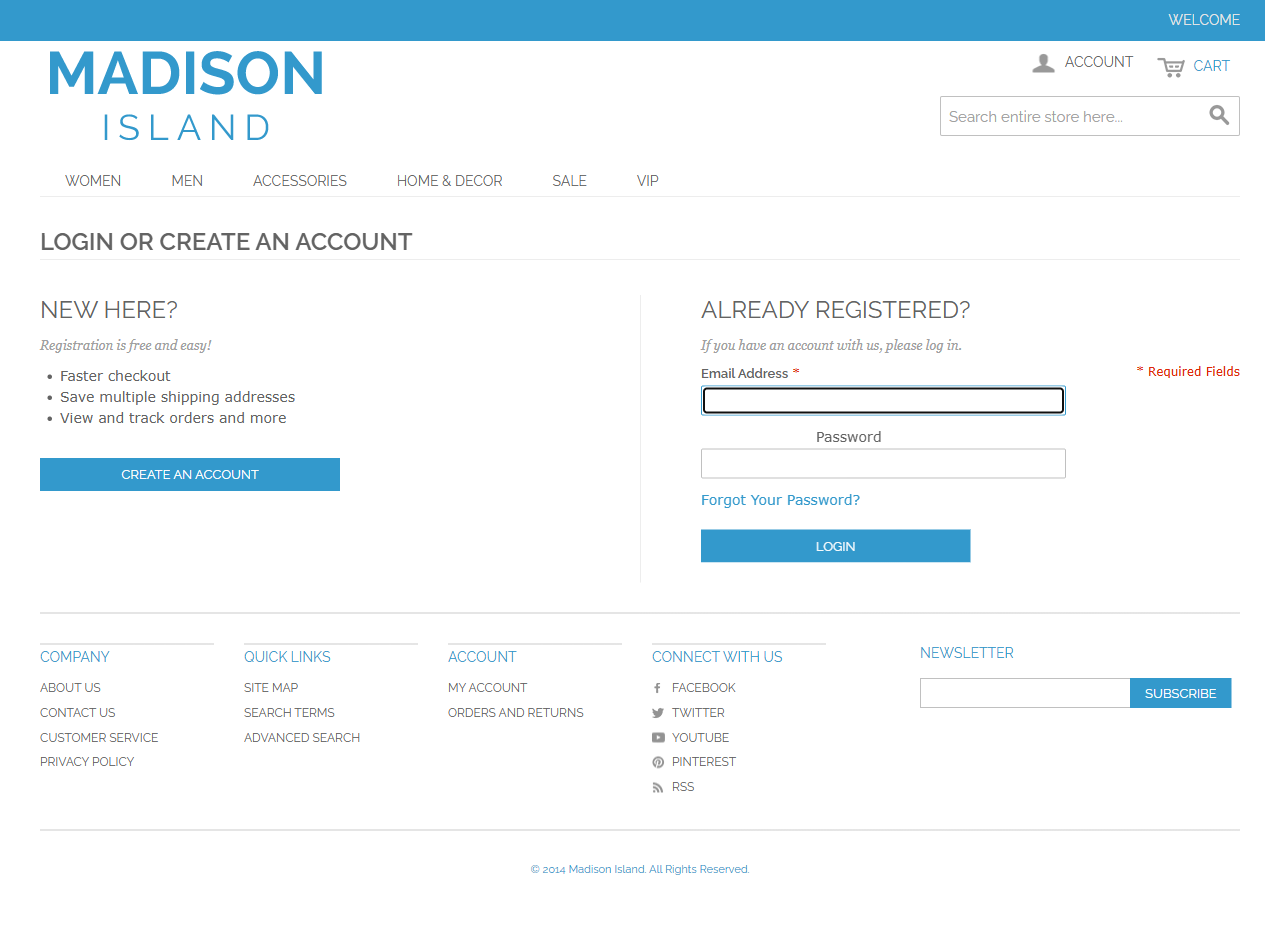 WELCOME
MADISON
ISLAND
ACCOUNT
CART
Search entire store here...
WOMEN MEN ACCESSORIES HOME & DECOR SALE VIP
LOGIN OR CREATE AN ACCOUNT
NEW HERE?
Registration is free and easy!
• Faster checkout
• Save multiple shipping addresses
• View and track orders and more
CREATE AN ACCOUNT
ALREADY REGISTERED?
If you have an account with us, please log in.
Email Address *
* Required Fields
Password
Forgot Your Password?
LOGIN
COMPANY
ABOUT US
CONTACT US
CUSTOMER SERVICE
PRIVACY POLICY
QUICK LINKS
SITE MAP
SEARCH TERMS
ADVANCED SEARCH
ACCOUNT
MY ACCOUNT
ORDERS AND RETURNS
CONNECT WITH US
FACEBOOK
TWITTER
YOUTUBE
PINTEREST
RSS
NEWSLETTER
SUBSCRIBE
© 2014 Madison Island. All Rights Reserved.